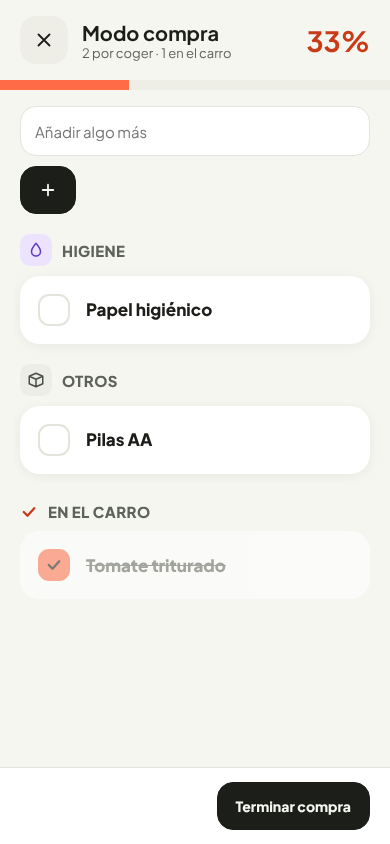 Modo compra
2 por coger · 1 en el carro
33%
Añadir algo más
+
HIGIENE
Papel higiénico
OTROS
Pilas AA
EN EL CARRO
Tomate triturado
Terminar compra